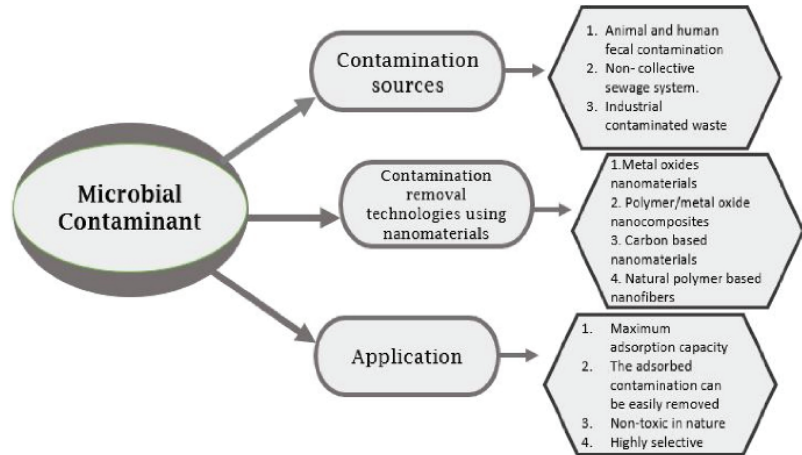 Microbial
Contaminant
Contamination
sources
1. Animal and human
fecal contamination
2. Non- collective
sewage system.
3. Industrial
contaminated waste
Contamination
removal
technologies using
nanomaterials
1.Metal oxides
nanomaterials
2. Polymer/metal oxide
nanocomposites
3. Carbon based
nanomaterials
4. Natural polymer based
nanofibers
Application
1. Maximum
adsorption capacity
2. The adsorbed
contamination can
be easily removed
3. Non-toxic in nature
4. Highly selective